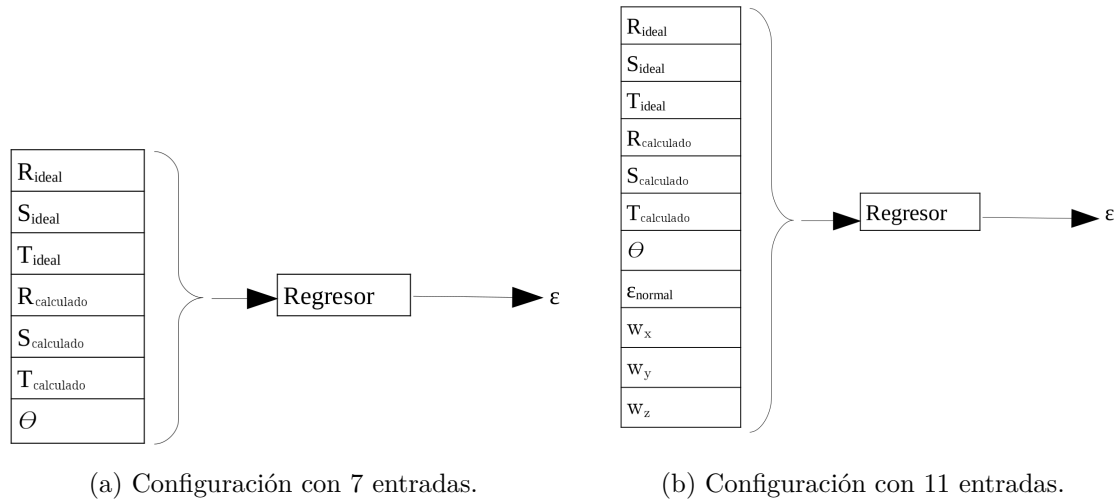 R_ideal
S_ideal
T_ideal
R_calculado
S_calculado
T_calculado
Θ
Regresor
ε
(a) Configuración con 7 entradas.
R_ideal
S_ideal
T_ideal
R_calculado
S_calculado
T_calculado
Θ
ε_normal
w_x
w_y
w_z
Regresor
ε
(b) Configuración con 11 entradas.